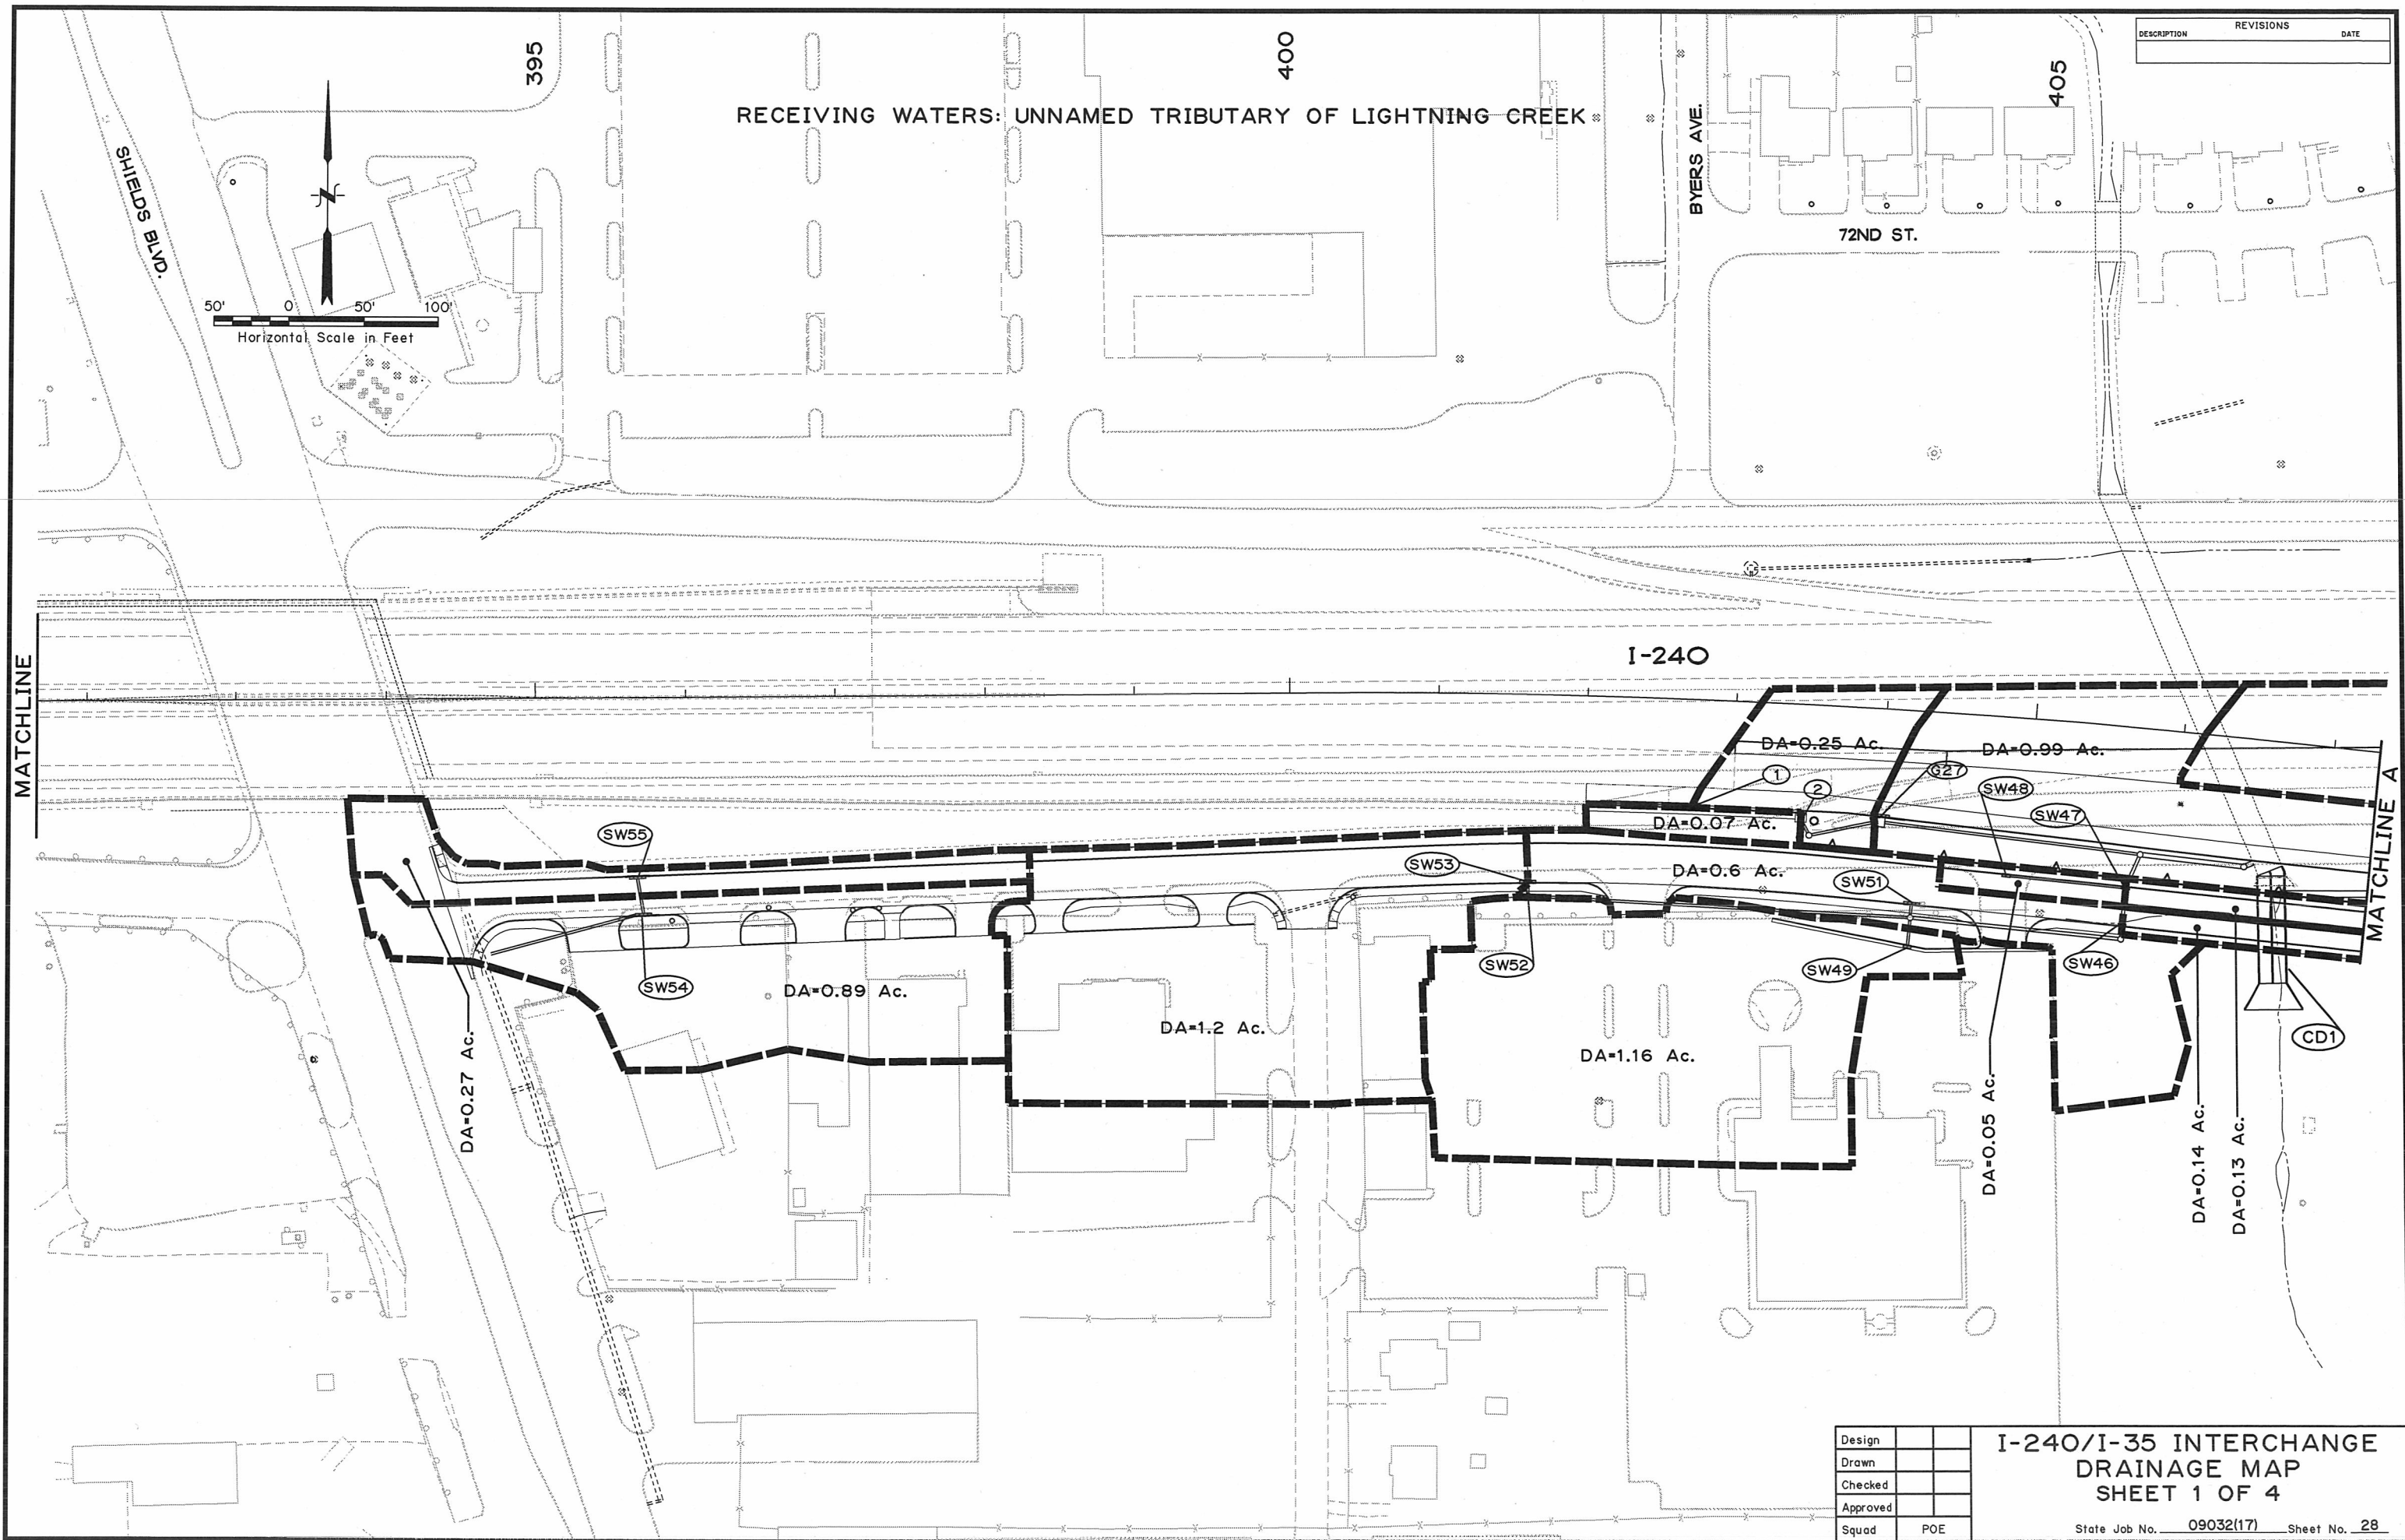 REVISIONS
DESCRIPTION DATE
395
400
405
RECEIVING WATERS: UNNAMED TRIBUTARY OF LIGHTNING CREEK
SHIELDS BLVD.
BYERS AVE.
72ND ST.
N
50' 0 50' 100'
Horizontal Scale in Feet
I-240
MATCHLINE
MATCHLINE A
DA=0.25 Ac.
DA=0.99 Ac.
1
2
G27
SW48
SW47
DA=0.07 Ac.
SW55
SW53
DA=0.6 Ac.
SW51
SW52
SW49
SW46
SW54
DA=0.89 Ac.
DA=1.2 Ac.
DA=1.16 Ac.
CD1
DA=0.27 Ac.
DA=0.05 Ac.
DA=0.14 Ac.
DA=0.13 Ac.
Design
Drawn
Checked
Approved
Squad POE
I-240/I-35 INTERCHANGE
DRAINAGE MAP
SHEET 1 OF 4
State Job No. 09032(17) Sheet No. 28